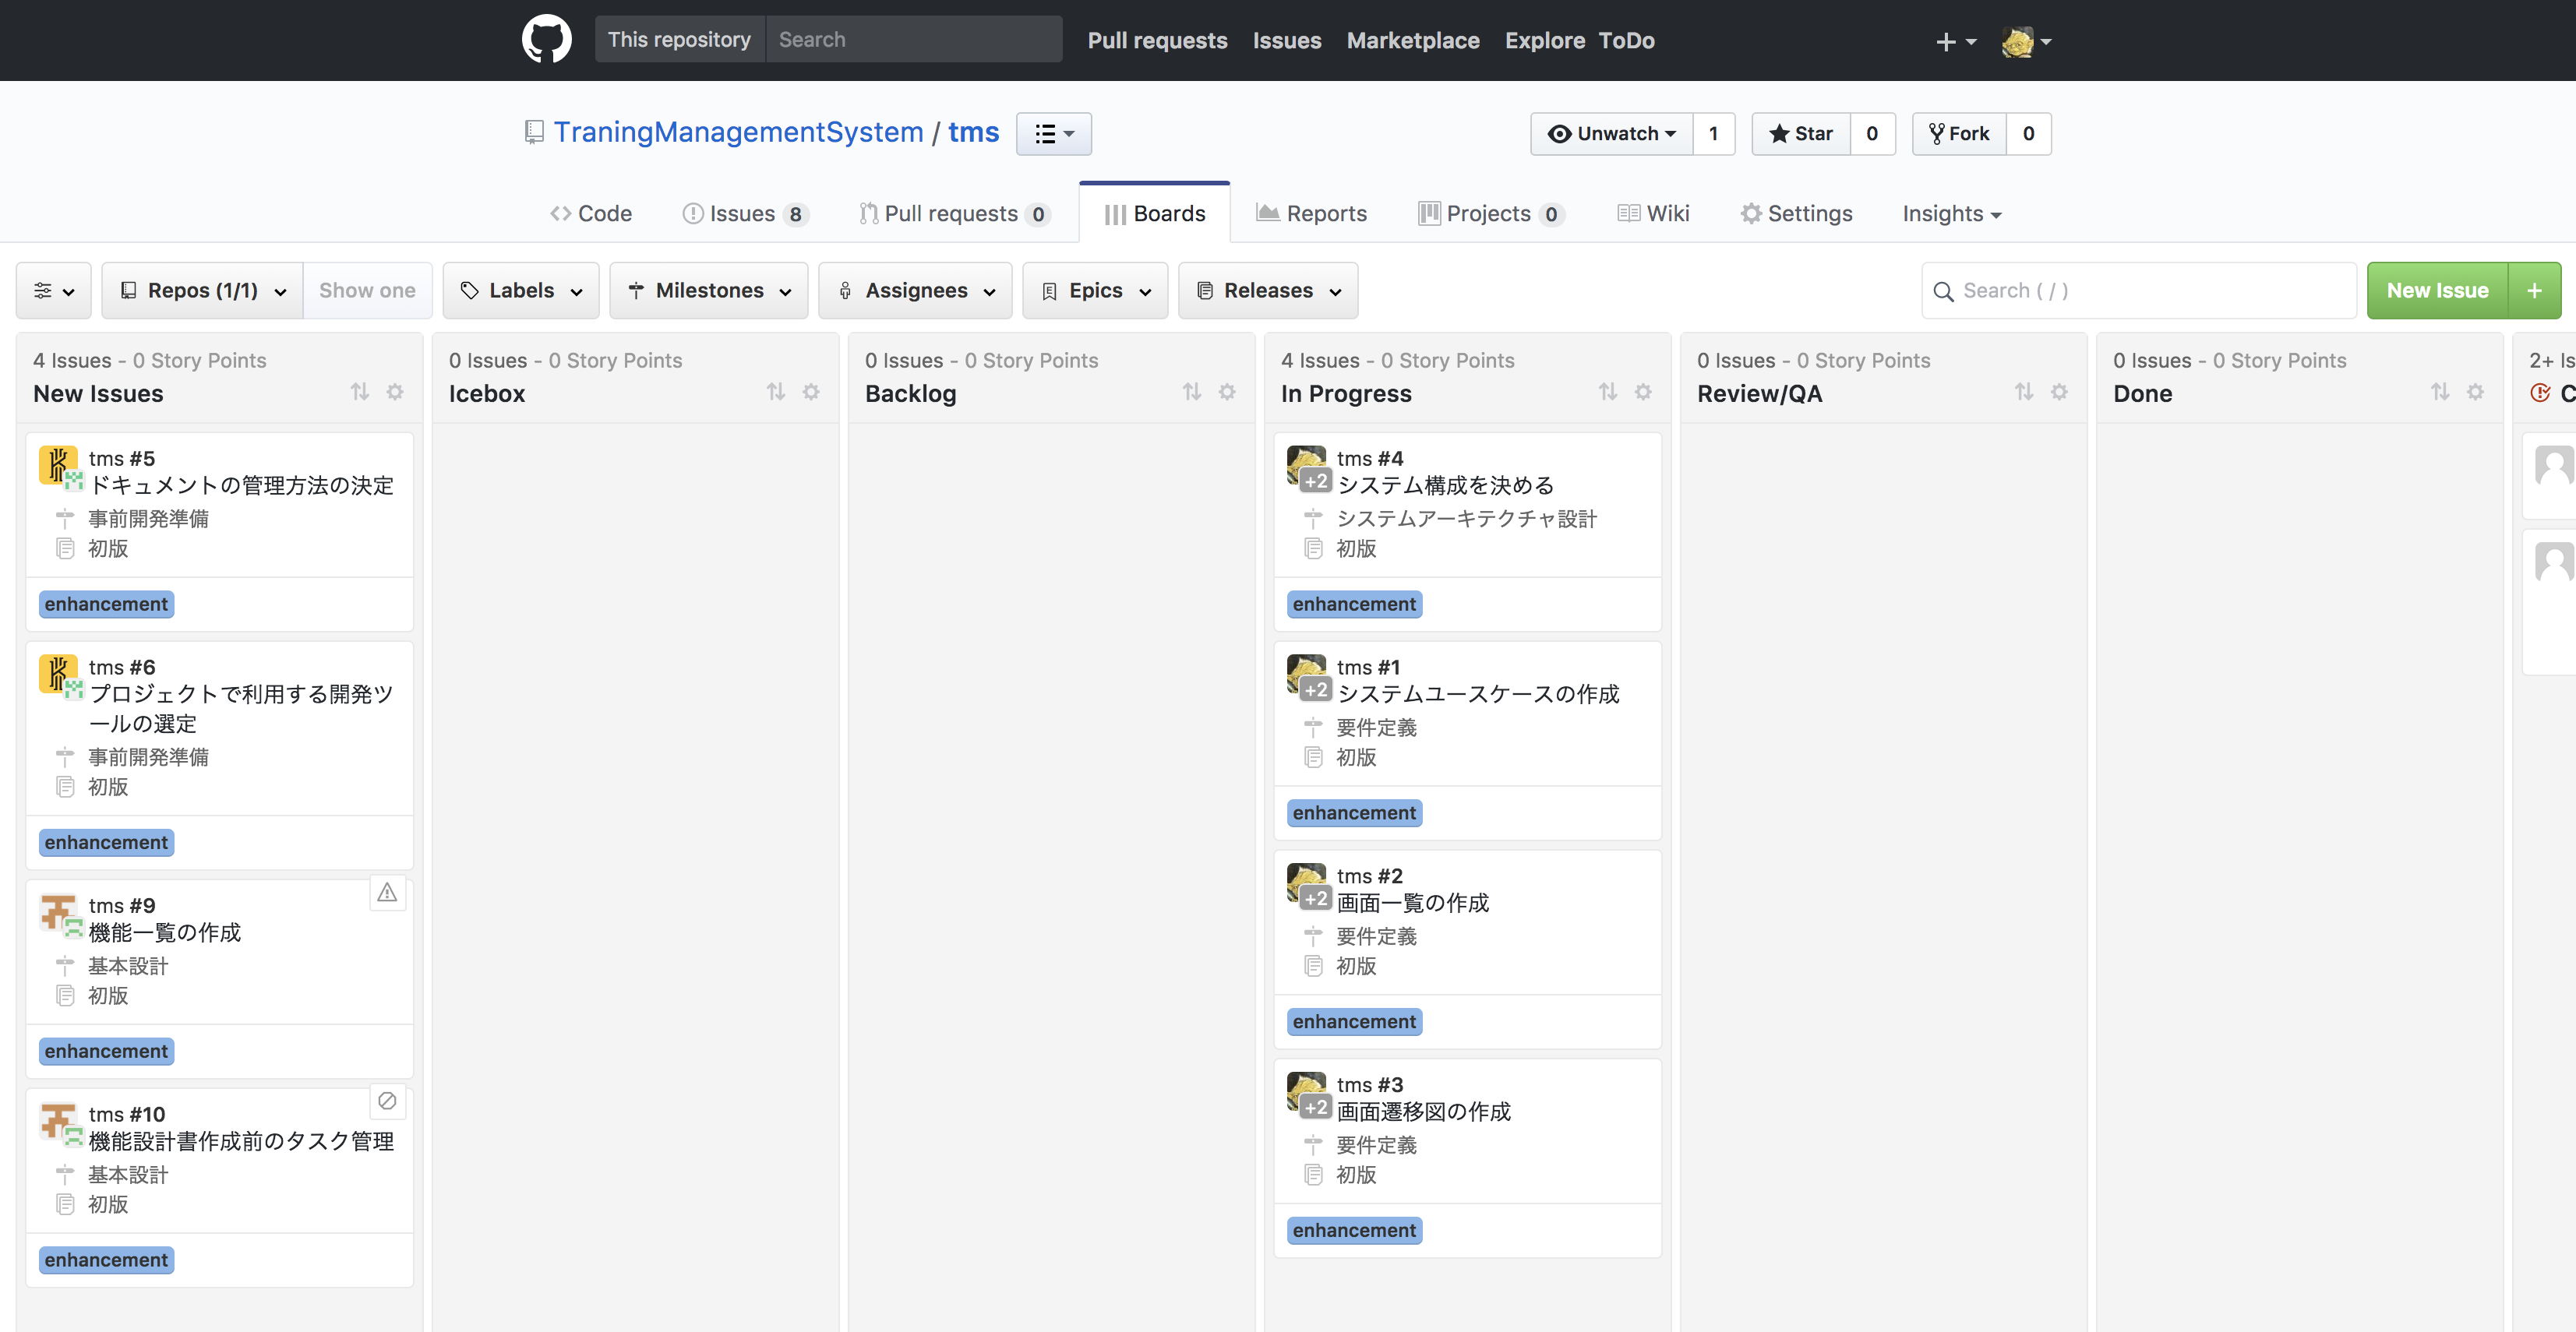 This repository Search Pull requests Issues Marketplace Explore ToDo
TraningManagementSystem / tms
Unwatch 1 Star 0 Fork 0
Code Issues 8 Pull requests 0 Boards Reports Projects 0 Wiki Settings Insights
Repos (1/1) Show one Labels Milestones Assignees Epics Releases Search ( / ) New Issue +
4 Issues - 0 Story Points
New Issues
tms #5
ドキュメントの管理方法の決定
事前開発準備
初版
enhancement
tms #6
プロジェクトで利用する開発ツ
ールの選定
事前開発準備
初版
enhancement
tms #9
機能一覧の作成
基本設計
初版
enhancement
tms #10
機能設計書作成前のタスク管理
基本設計
初版
enhancement
0 Issues - 0 Story Points
Icebox
0 Issues - 0 Story Points
Backlog
4 Issues - 0 Story Points
In Progress
+2
tms #4
システム構成を決める
システムアーキテクチャ設計
初版
enhancement
+2
tms #1
システムユースケースの作成
要件定義
初版
enhancement
+2
tms #2
画面一覧の作成
要件定義
初版
enhancement
+2
tms #3
画面遷移図の作成
要件定義
初版
enhancement
0 Issues - 0 Story Points
Review/QA
0 Issues - 0 Story Points
Done
2+ Is
C